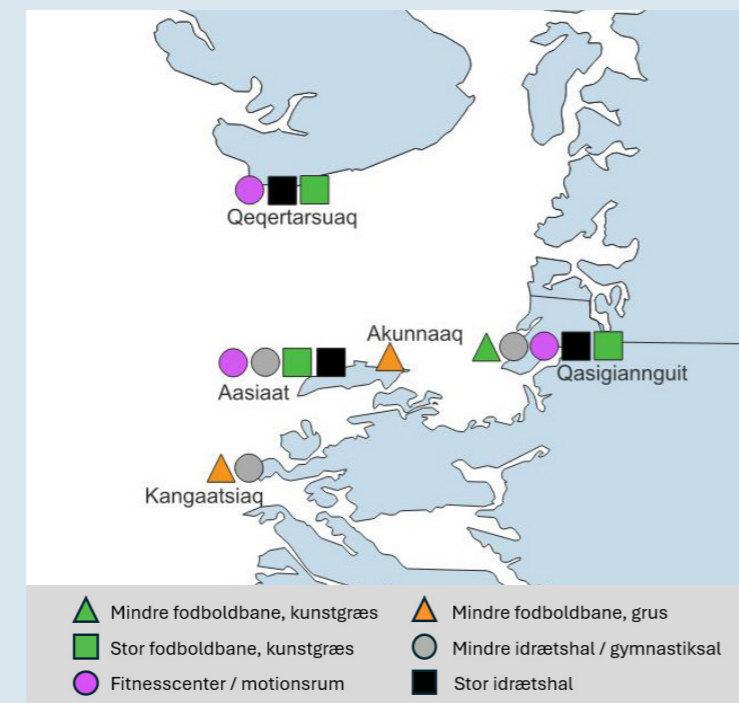 Qeqertarsuaq
Akunnaaq
Qasigiannguit
Aasiaat
Kangaatsiaq
Mindre fodboldbane, kunstgræs
Mindre fodboldbane, grus
Stor fodboldbane, kunstgræs
Mindre idrætshal / gymnastiksal
Fitnesscenter / motionsrum
Stor idrætshal